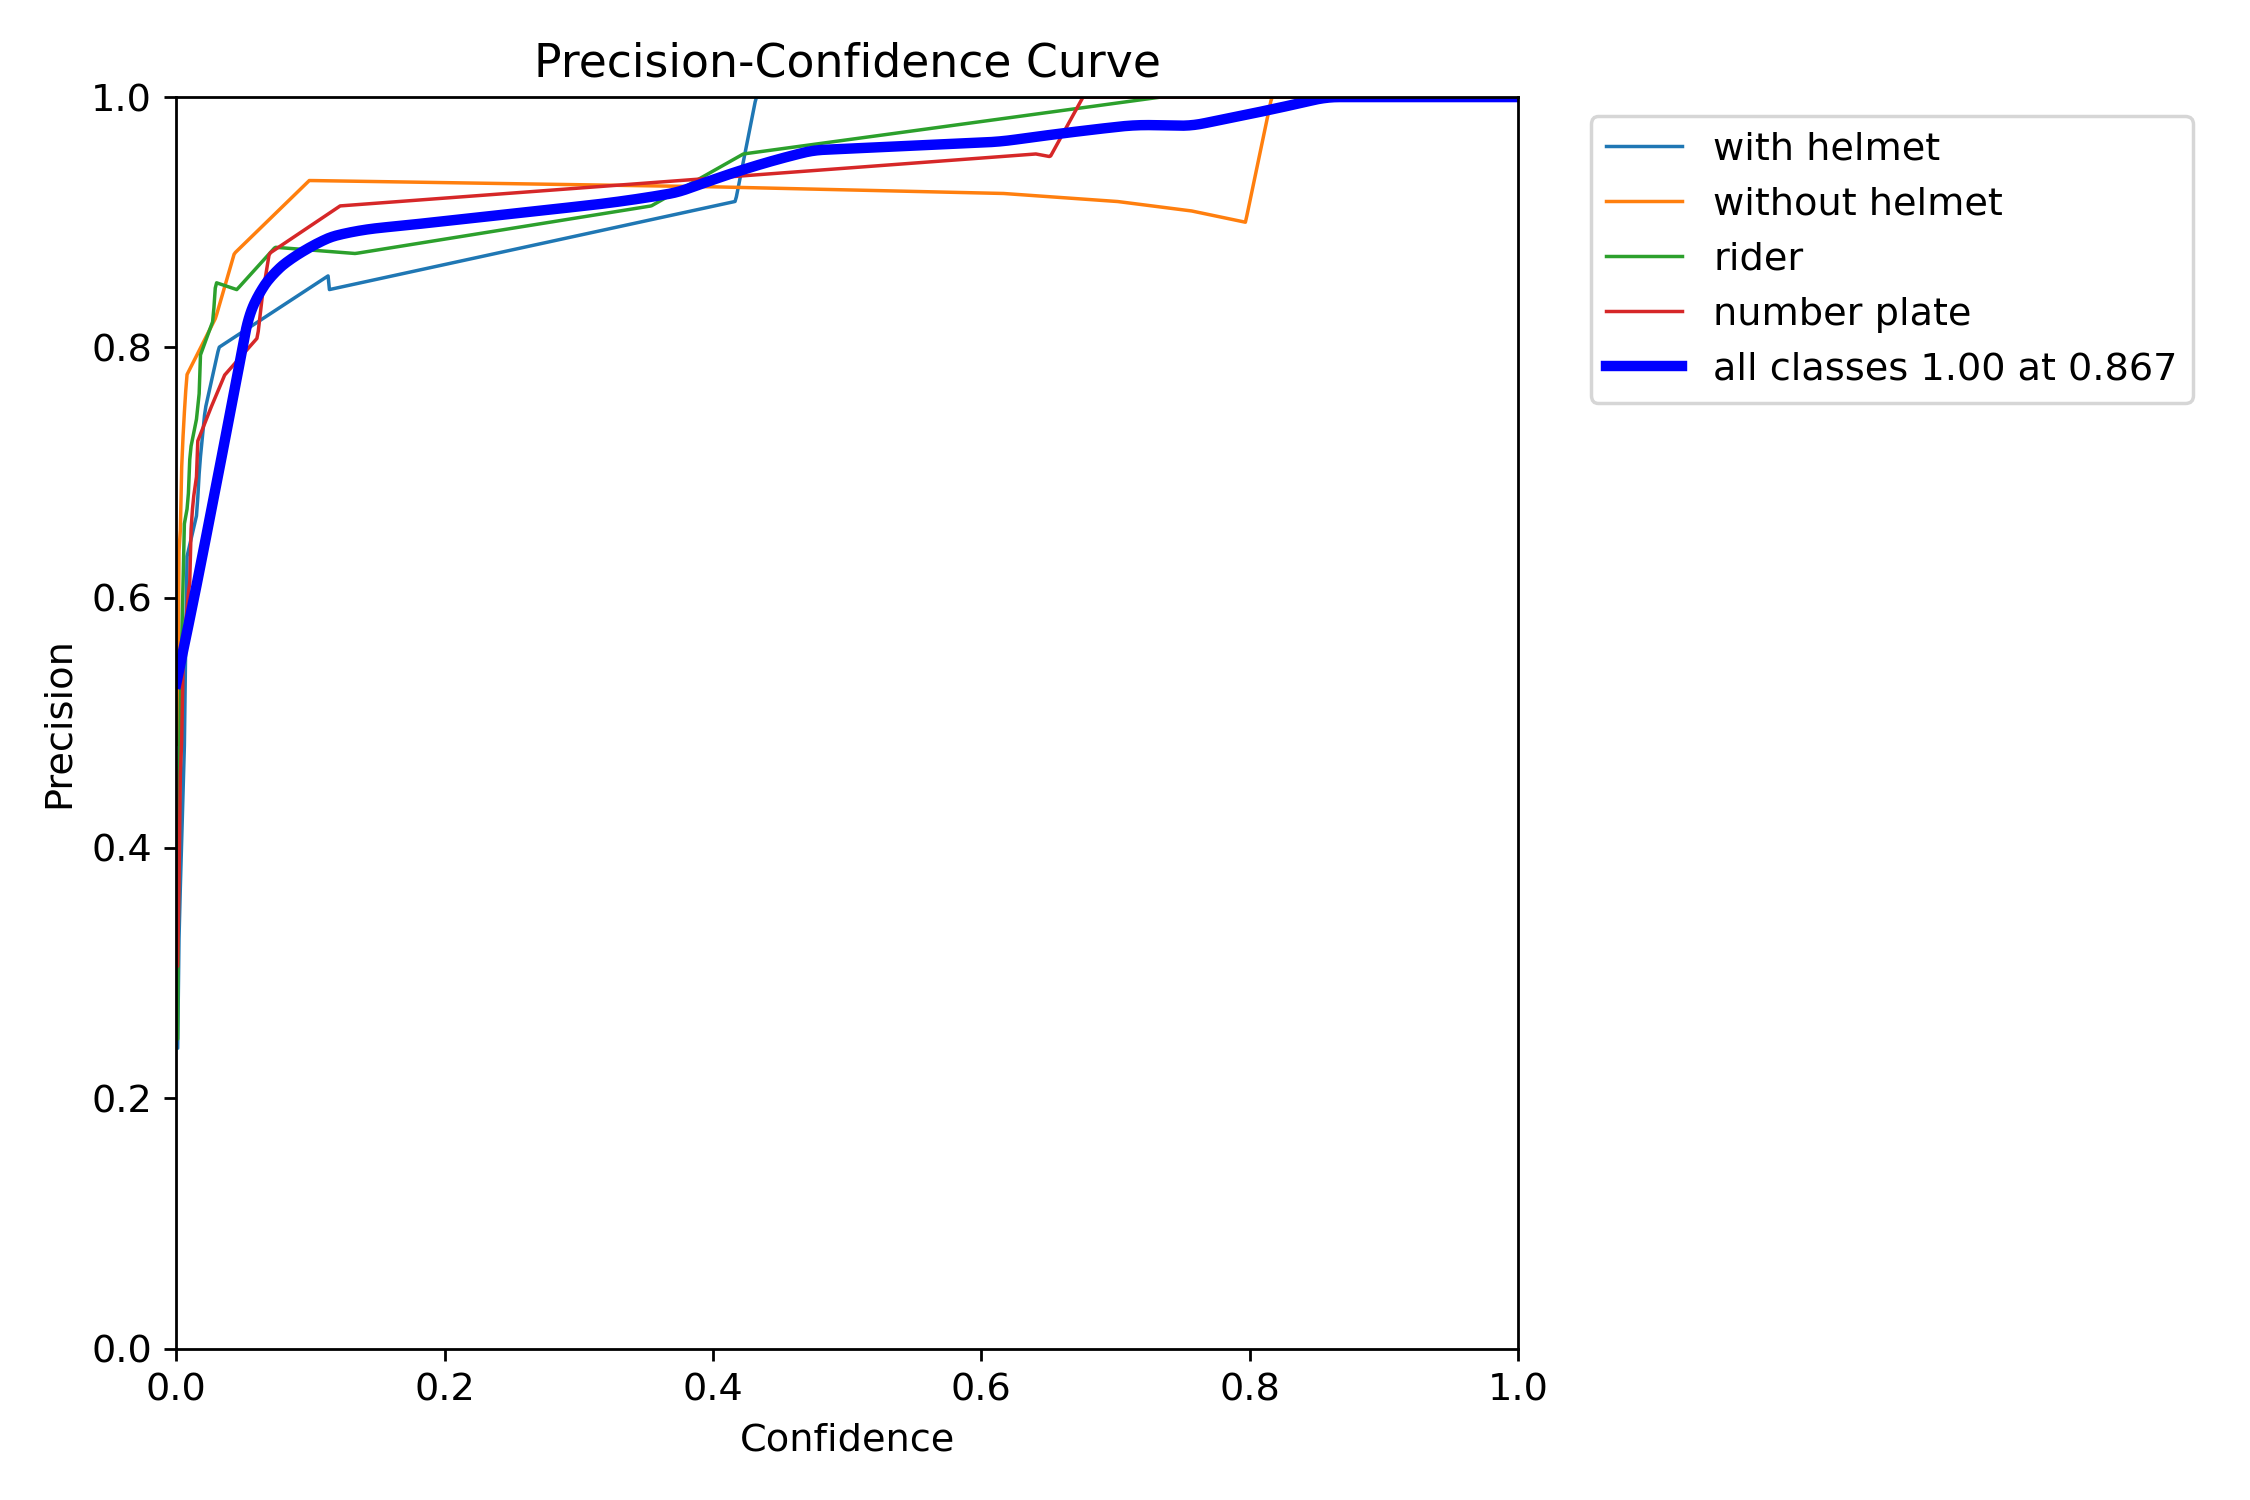 Precision-Confidence Curve
1.0
0.8
0.6
0.4
0.2
0.0
Precision
0.0 0.2 0.4 0.6 0.8 1.0
Confidence
with helmet
without helmet
rider
number plate
all classes 1.00 at 0.867